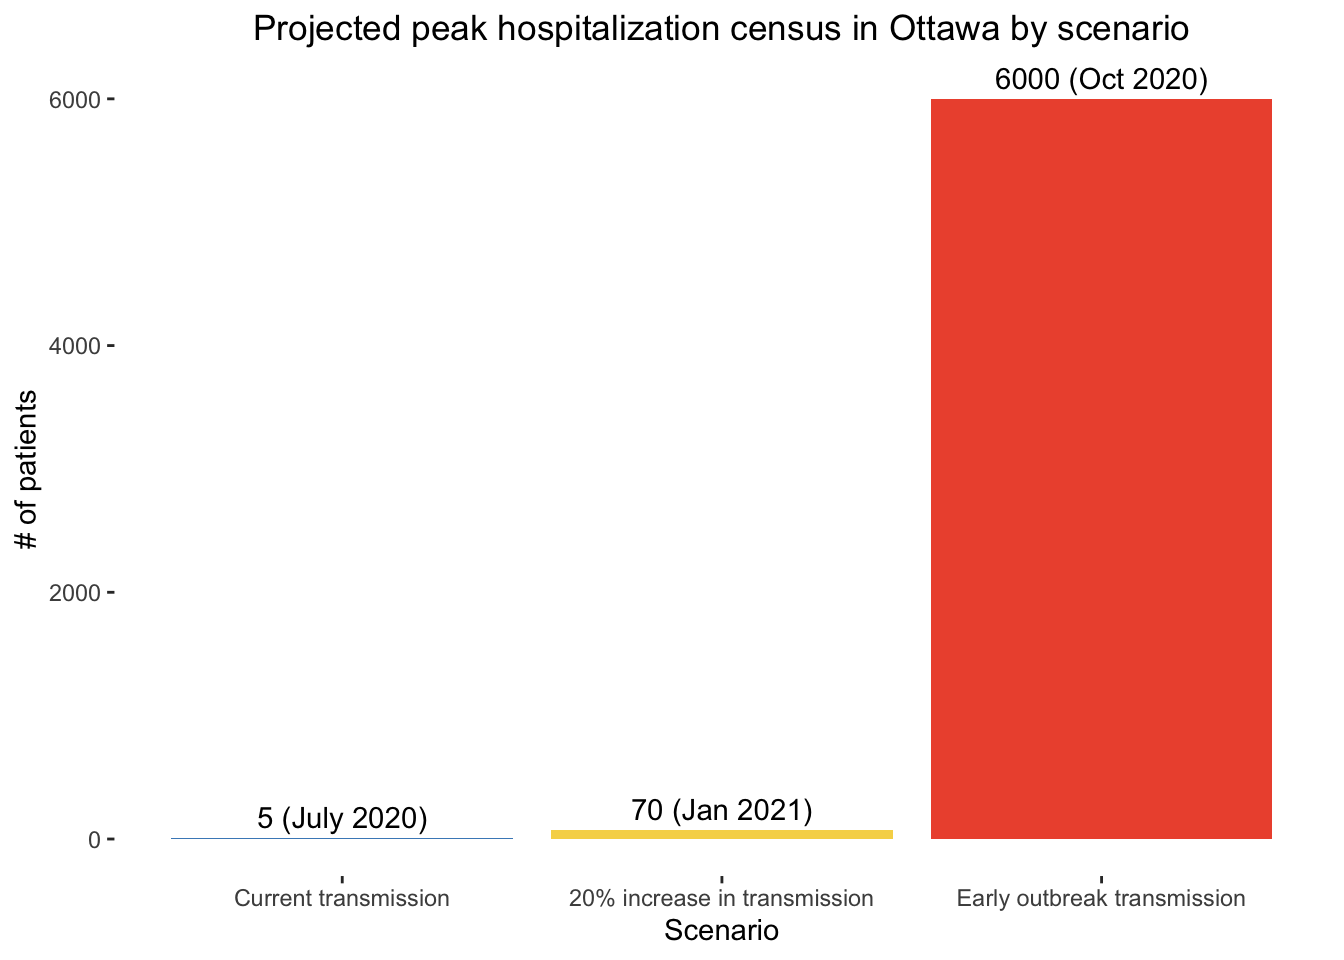 Projected peak hospitalization census in Ottawa by scenario
6000 (Oct 2020)
6000
4000
# of patients
2000
70 (Jan 2021)
5 (July 2020)
0
Current transmission
20% increase in transmission
Early outbreak transmission
Scenario